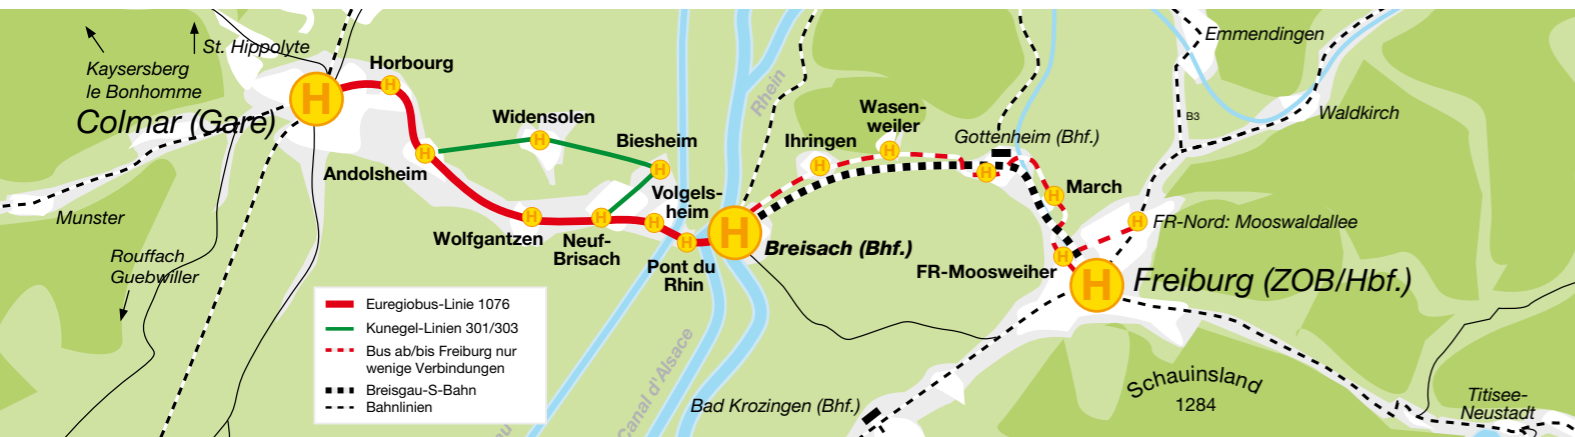 St. Hippolyte
Kaysersberg
le Bonhomme
Colmar (Gare)
H
Horbourg
H
Andolsheim
H
Widensolen
H
Biesheim
H
Munster
Rouffach
Guebwiller
Wolfgantzen
H
Neuf-
Brisach
H
Volgels-
heim
H
Pont du
Rhin
H
Rhein
H
Breisach (Bhf.)
Ihringen
H
Wasen-
weiler
H
Gottenheim (Bhf.)
H
March
H
FR-Moosweiher
H
FR-Nord: Mooswaldallee
H
Freiburg (ZOB/Hbf.)
H
Emmendingen
B3
Waldkirch
Euregiobus-Linie 1076
Kunegel-Linien 301/303
Bus ab/bis Freiburg nur
wenige Verbindungen
Breisgau-S-Bahn
Bahnlinien
Canal d'Alsace
Bad Krozingen (Bhf.)
Schauinsland
1284
Titisee-
Neustadt